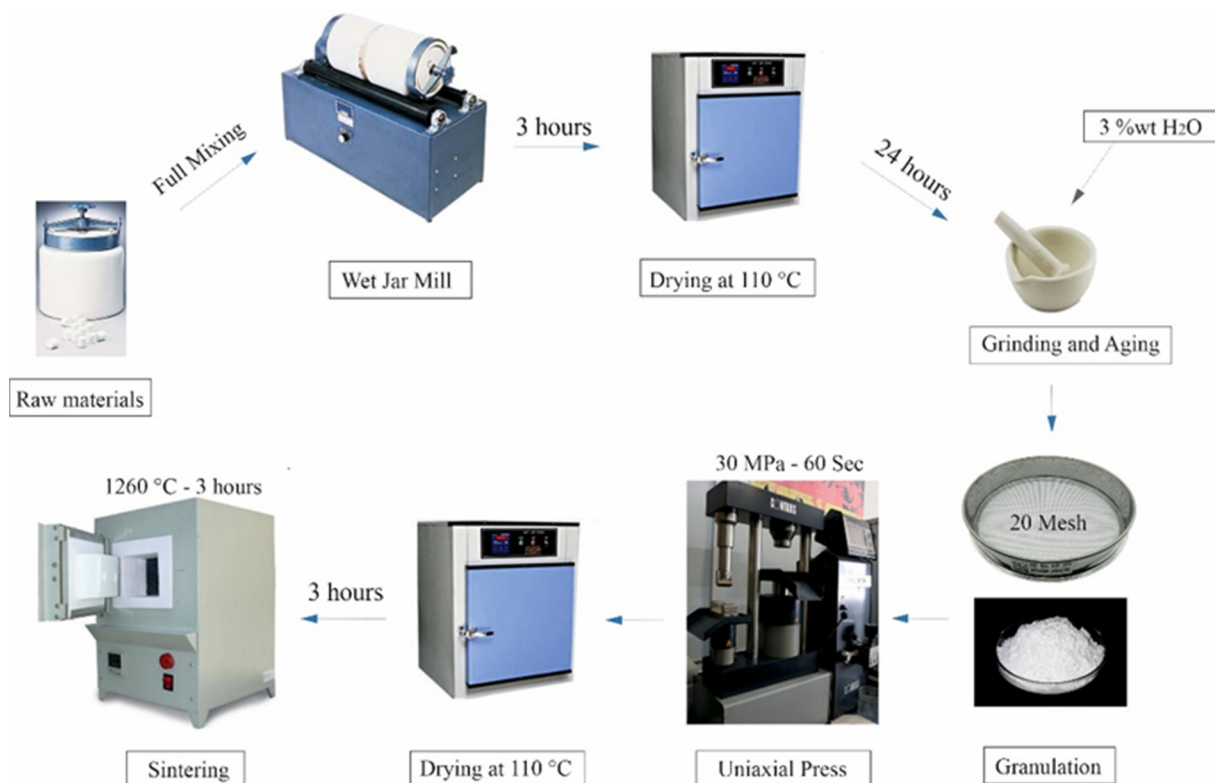 Raw materials
Full Mixing
Wet Jar Mill
3 hours
Drying at 110 °C
24 hours
3 %wt H2O
Grinding and Aging
20 Mesh
Granulation
30 MPa - 60 Sec
Uniaxial Press
Drying at 110 °C
3 hours
1260 °C - 3 hours
Sintering